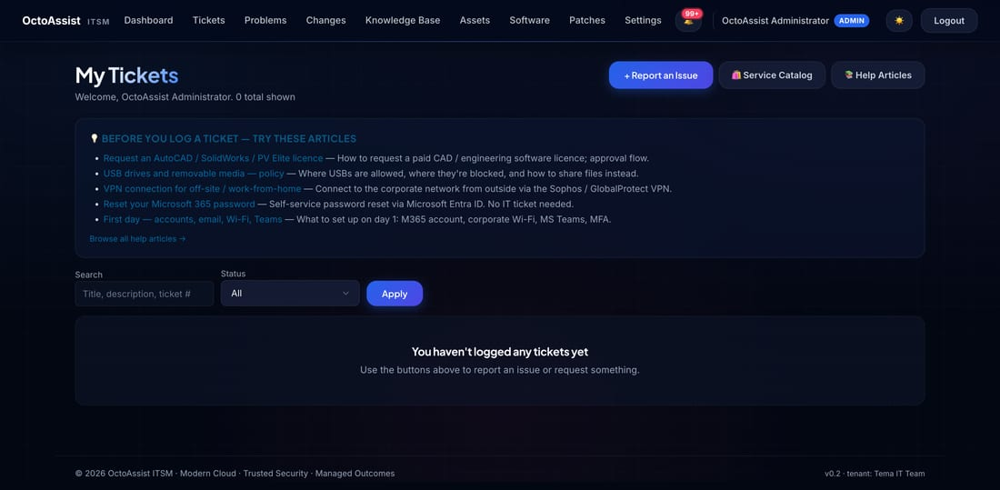 OctoAssist ITSM Dashboard Tickets Problems Changes Knowledge Base Assets Software Patches Settings 99+ OctoAssist Administrator ADMIN Logout
My Tickets
Welcome, OctoAssist Administrator. 0 total shown
+ Report an Issue Service Catalog Help Articles
BEFORE YOU LOG A TICKET — TRY THESE ARTICLES
• Request an AutoCAD / SolidWorks / PV Elite licence — How to request a paid CAD / engineering software licence; approval flow.
• USB drives and removable media — policy — Where USBs are allowed, where they're blocked, and how to share files instead.
• VPN connection for off-site / work-from-home — Connect to the corporate network from outside via the Sophos / GlobalProtect VPN.
• Reset your Microsoft 365 password — Self-service password reset via Microsoft Entra ID. No IT ticket needed.
• First day — accounts, email, Wi-Fi, Teams — What to set up on day 1: M365 account, corporate Wi-Fi, MS Teams, MFA.
Browse all help articles →
Search Status
Title, description, ticket # All Apply
You haven't logged any tickets yet
Use the buttons above to report an issue or request something.
© 2026 OctoAssist ITSM · Modern Cloud · Trusted Security · Managed Outcomes v0.2 · tenant: Tema IT Team